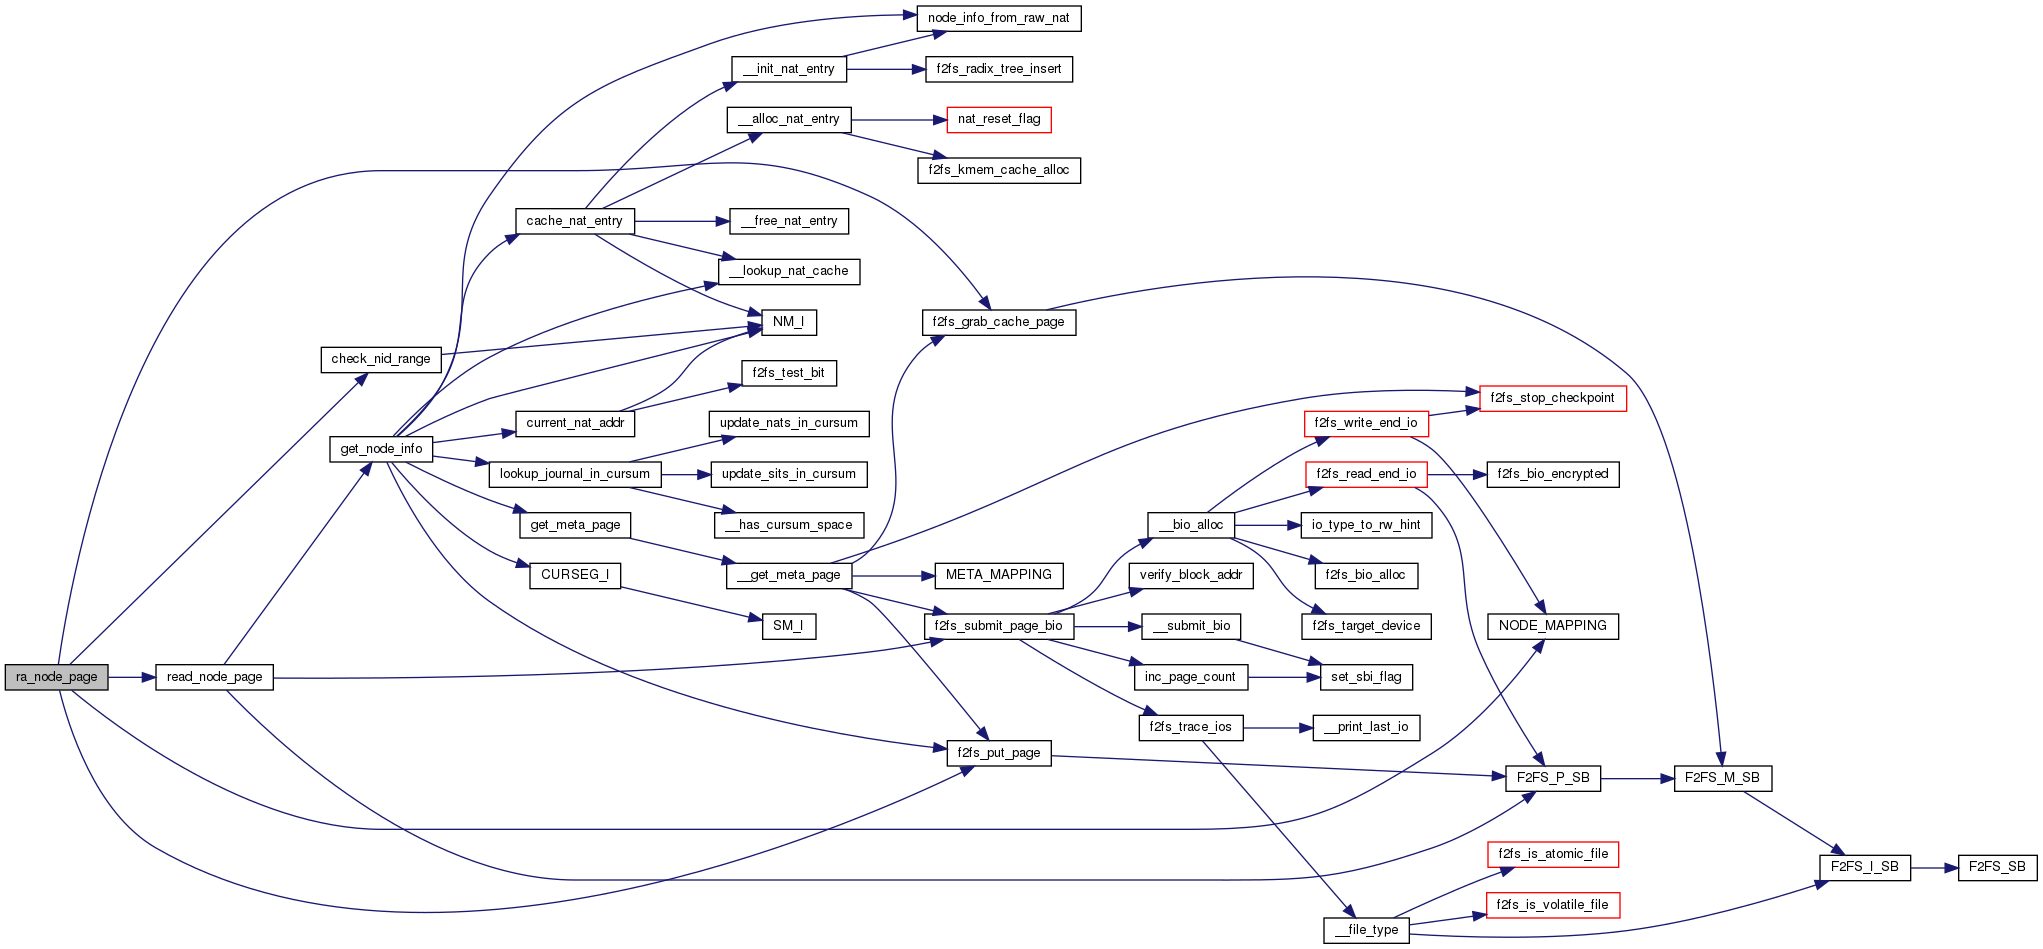 node_info_from_raw_nat
__init_nat_entry
f2fs_radix_tree_insert
__alloc_nat_entry
nat_reset_flag
f2fs_kmem_cache_alloc
cache_nat_entry
__free_nat_entry
__lookup_nat_cache
NM_I
f2fs_grab_cache_page
check_nid_range
f2fs_test_bit
f2fs_stop_checkpoint
current_nat_addr
update_nats_in_cursum
f2fs_write_end_io
get_node_info
lookup_journal_in_cursum
update_sits_in_cursum
f2fs_read_end_io
f2fs_bio_encrypted
get_meta_page
__has_cursum_space
__bio_alloc
io_type_to_rw_hint
CURSEG_I
__get_meta_page
META_MAPPING
verify_block_addr
f2fs_bio_alloc
SM_I
f2fs_submit_page_bio
__submit_bio
f2fs_target_device
NODE_MAPPING
ra_node_page
read_node_page
inc_page_count
set_sbi_flag
f2fs_trace_ios
__print_last_io
f2fs_put_page
F2FS_P_SB
F2FS_M_SB
f2fs_is_atomic_file
F2FS_I_SB
F2FS_SB
f2fs_is_volatile_file
__file_type